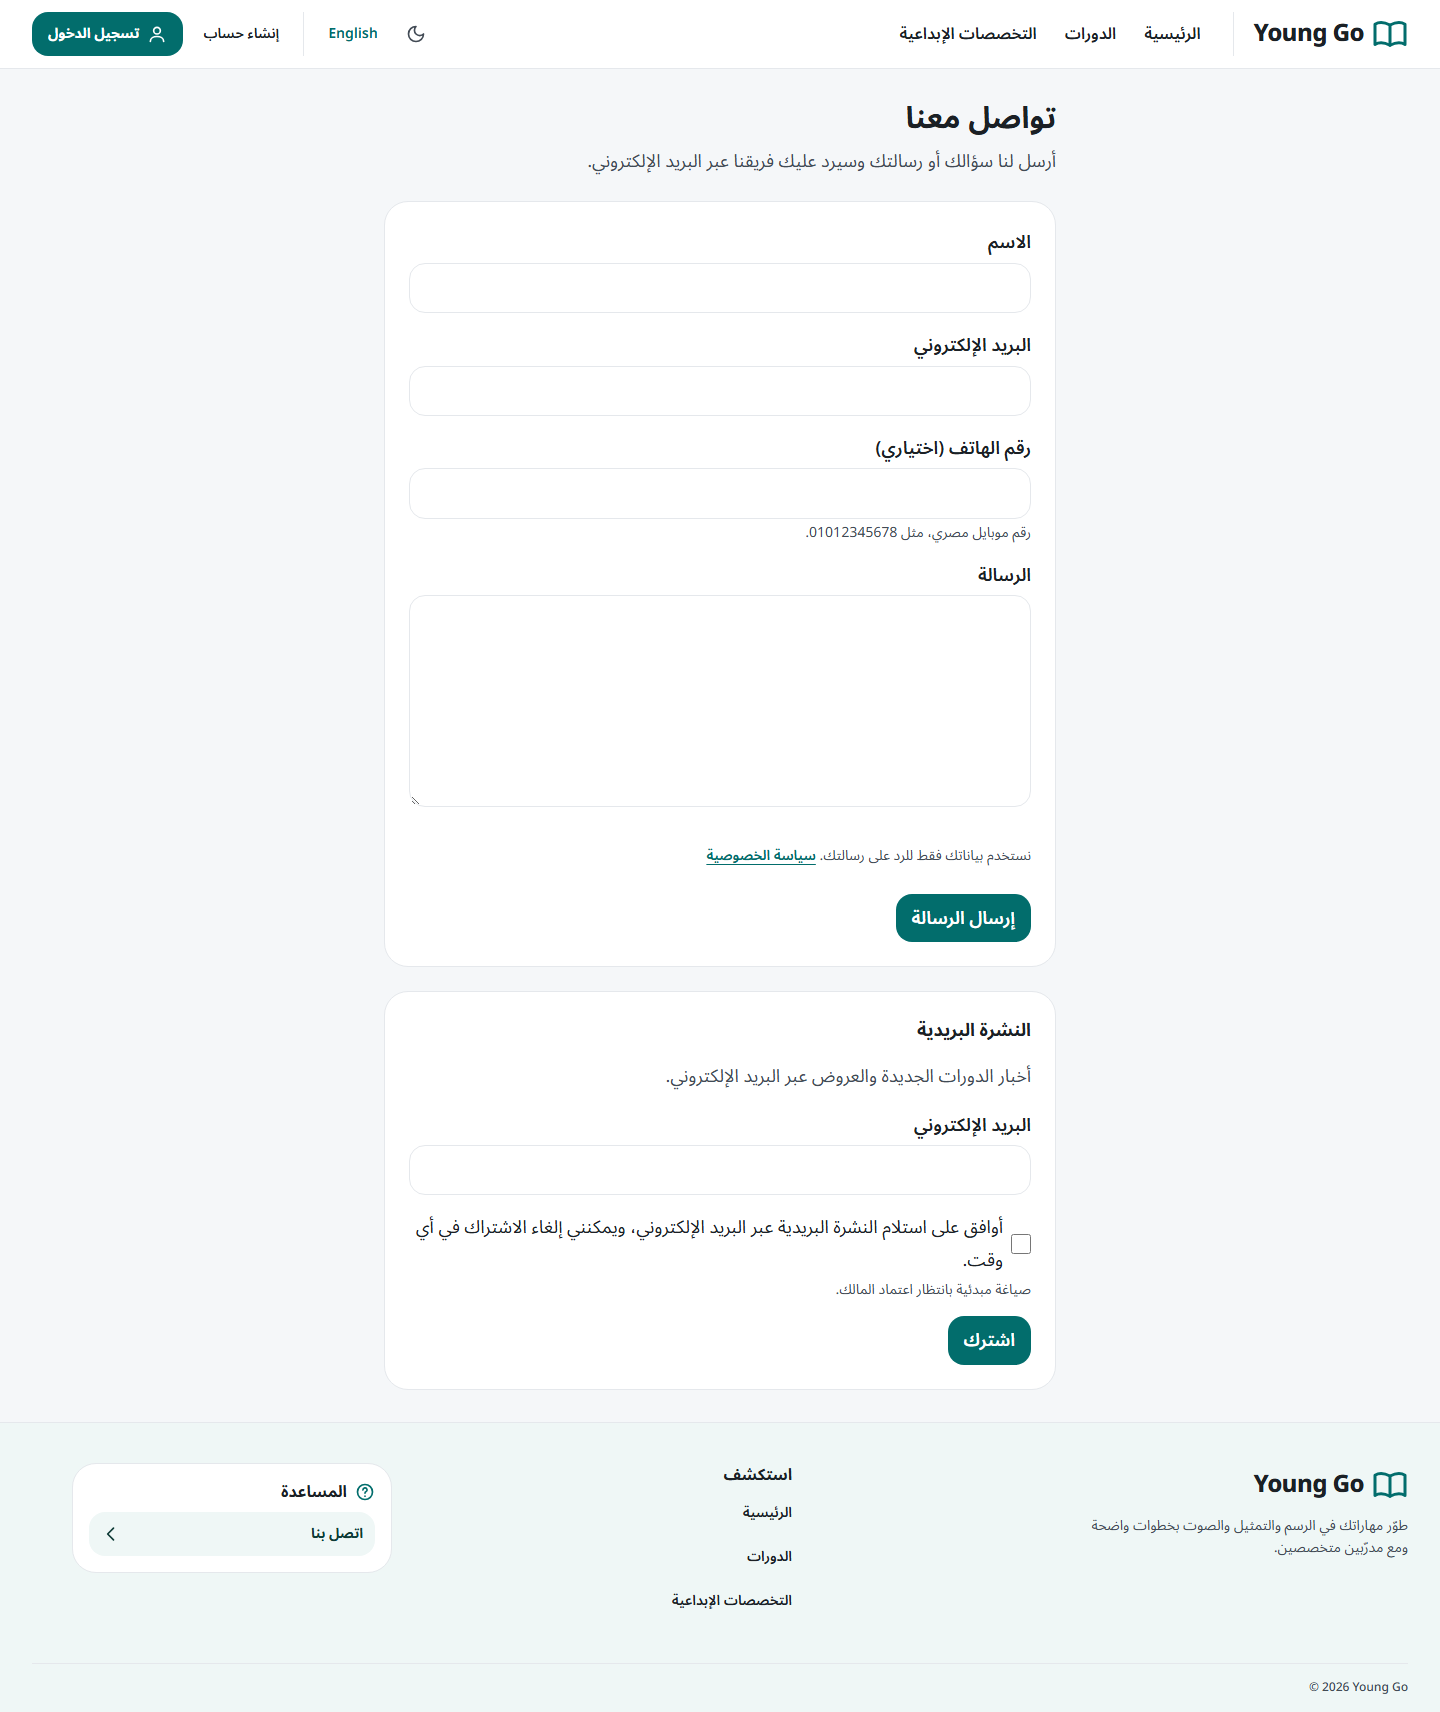 Young Go
الرئيسية
الدورات
التخصصات الإبداعية
English
إنشاء حساب
تسجيل الدخول
تواصل معنا
أرسل لنا سؤالك أو رسالتك وسيرد عليك فريقنا عبر البريد الإلكتروني.
الاسم
البريد الإلكتروني
رقم الهاتف (اختياري)
رقم موبايل مصري، مثل 01012345678.
الرسالة
نستخدم بياناتك فقط للرد على رسالتك. سياسة الخصوصية
إرسال الرسالة
النشرة البريدية
أخبار الدورات الجديدة والعروض عبر البريد الإلكتروني.
البريد الإلكتروني
أوافق على استلام النشرة البريدية عبر البريد الإلكتروني، ويمكنني إلغاء الاشتراك في أي
وقت.
صياغة مبدئية بانتظار اعتماد المالك.
اشترك
Young Go
طوّر مهاراتك في الرسم والتمثيل والصوت بخطوات واضحة
ومع مدرّبين متخصصين.
استكشف
الرئيسية
الدورات
التخصصات الإبداعية
المساعدة
اتصل بنا
© 2026 Young Go